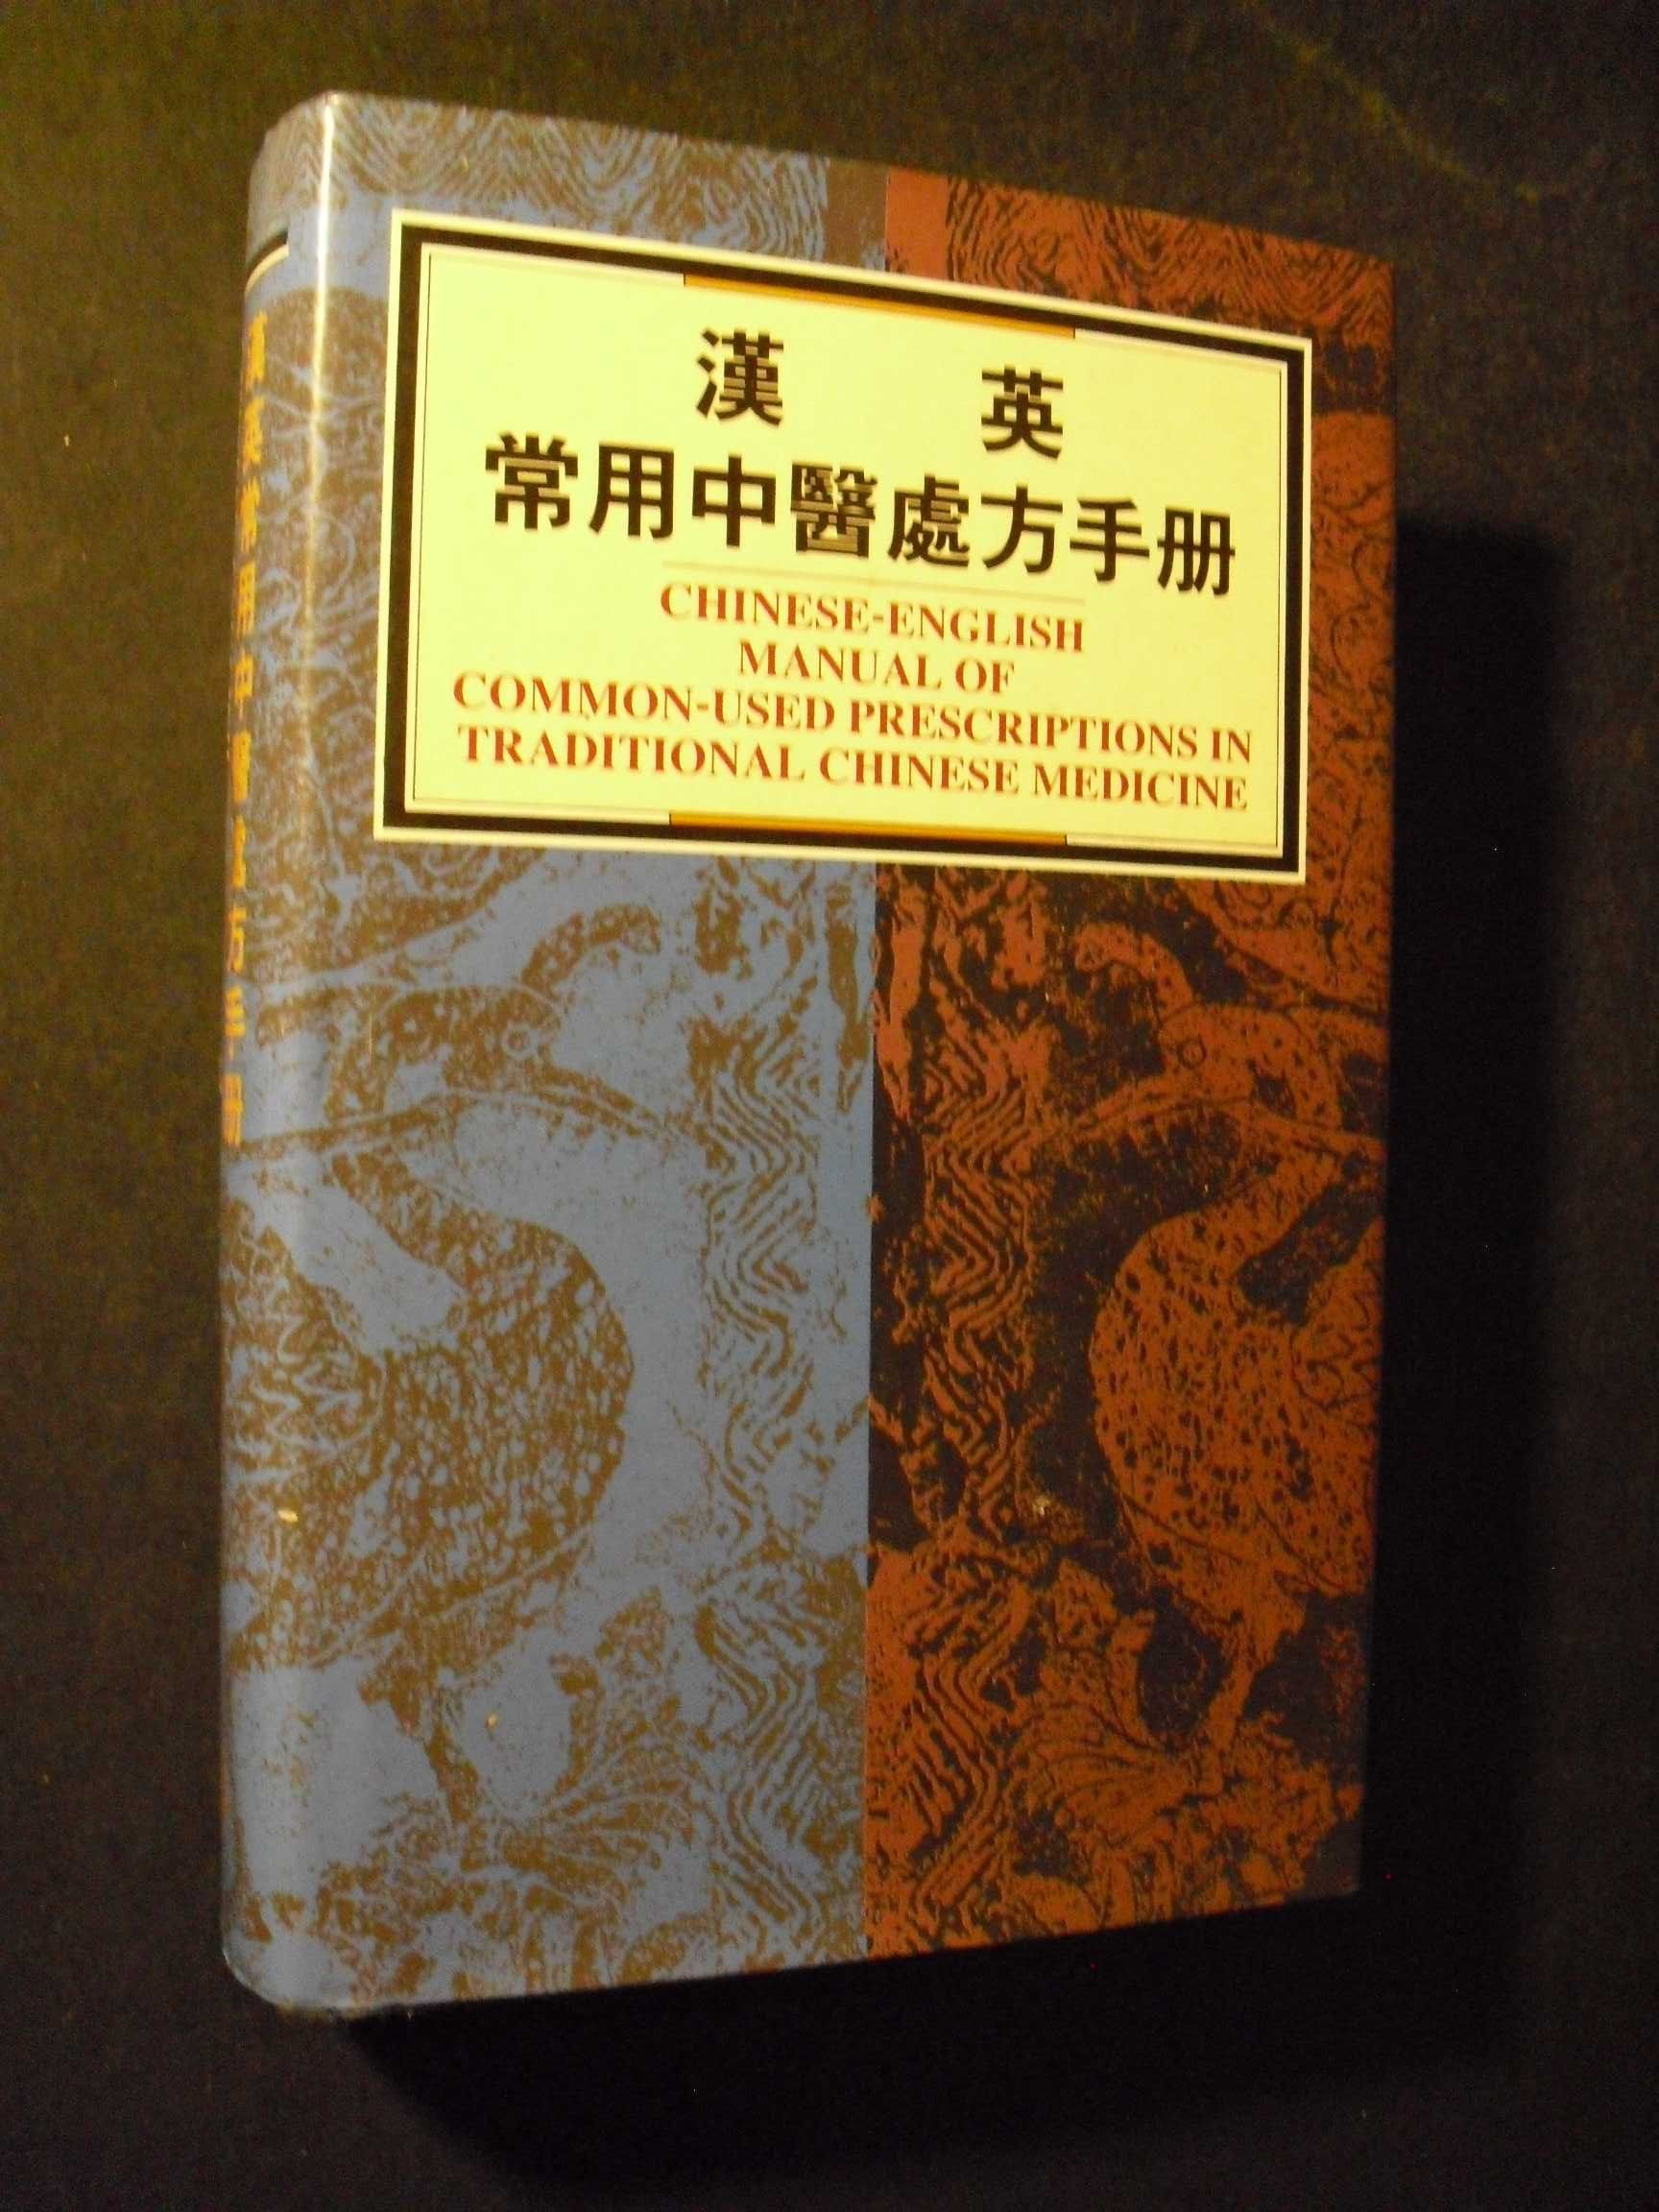 漢 英
常用中醫處方手册
CHINESE-ENGLISH
MANUAL OF
COMMON-USED PRESCRIPTIONS IN
TRADITIONAL CHINESE MEDICINE
漢英常用中醫處方手册